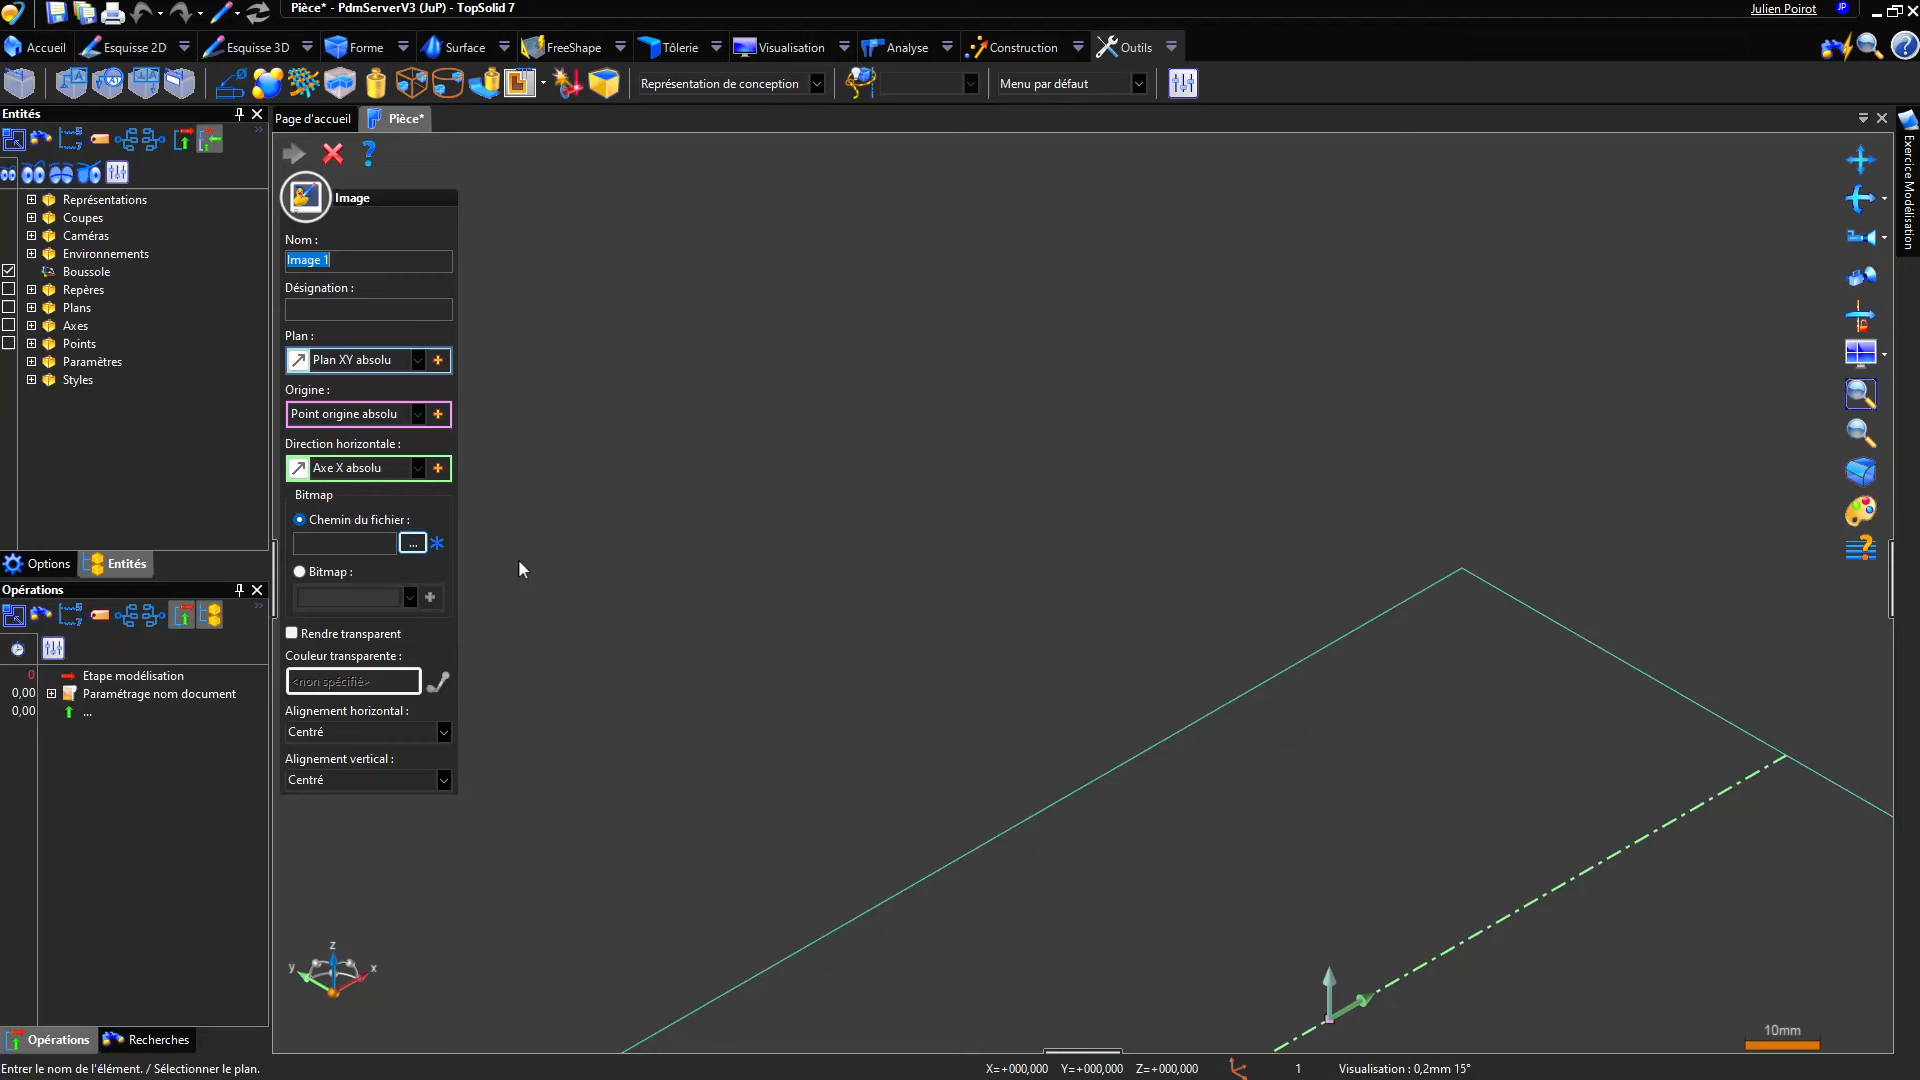 Pièce* - PdmServerV3 (JuP) - TopSolid 7
Julien Poirot
JP
Accueil
Esquisse 2D
Esquisse 3D
Forme
Surface
FreeShape
Tôlerie
Visualisation
Analyse
Construction
Outils
Représentation de conception
Menu par défaut
Entités
Page d'accueil
Pièce*
Exercice Modélisation
Représentations
Coupes
Caméras
Environnements
Boussole
Repères
Plans
Axes
Points
Paramètres
Styles
Image
Nom :
Image 1
Désignation :
Plan :
Plan XY absolu
Origine :
Point origine absolu
Direction horizontale :
Axe X absolu
Bitmap
Chemin du fichier :
...
Bitmap :
Rendre transparent
Couleur transparente :
<non spécifié>
Alignement horizontal :
Centré
Alignement vertical :
Centré
Options
Entités
Opérations
0
Etape modélisation
0,00
Paramétrage nom document
0,00
...
z
y
x
10mm
Opérations
Recherches
Entrer le nom de l'élément. / Sélectionner le plan.
X=+000,000
Y=+000,000
Z=+000,000
1
Visualisation : 0,2mm 15°